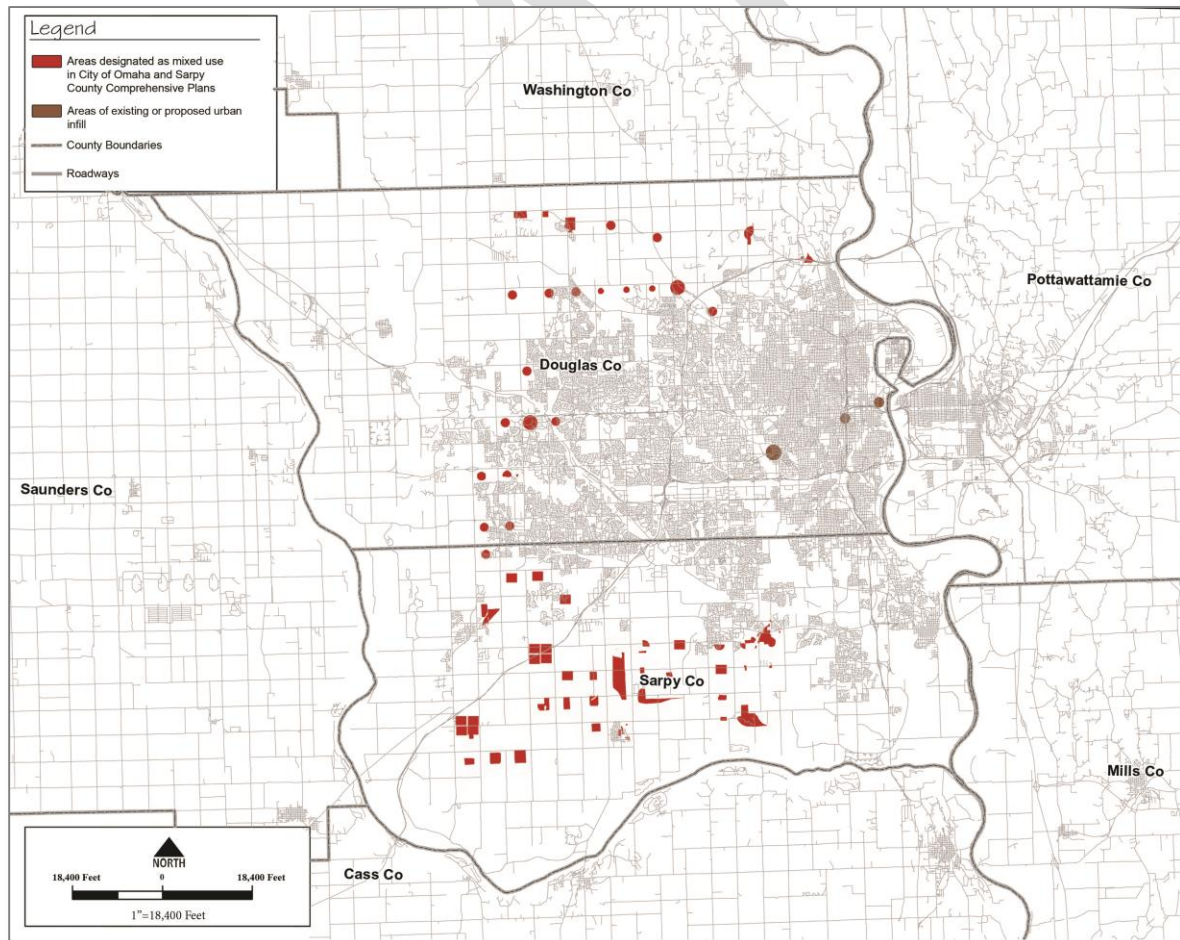 Legend
Areas designated as mixed use
in City of Omaha and Sarpy
County Comprehensive Plans
Areas of existing or proposed urban
infill
County Boundaries
Roadways
Washington Co
Pottawattamie Co
Douglas Co
Saunders Co
Sarpy Co
Mills Co
Cass Co
NORTH
18,400 Feet 0 18,400 Feet
1"=18,400 Feet